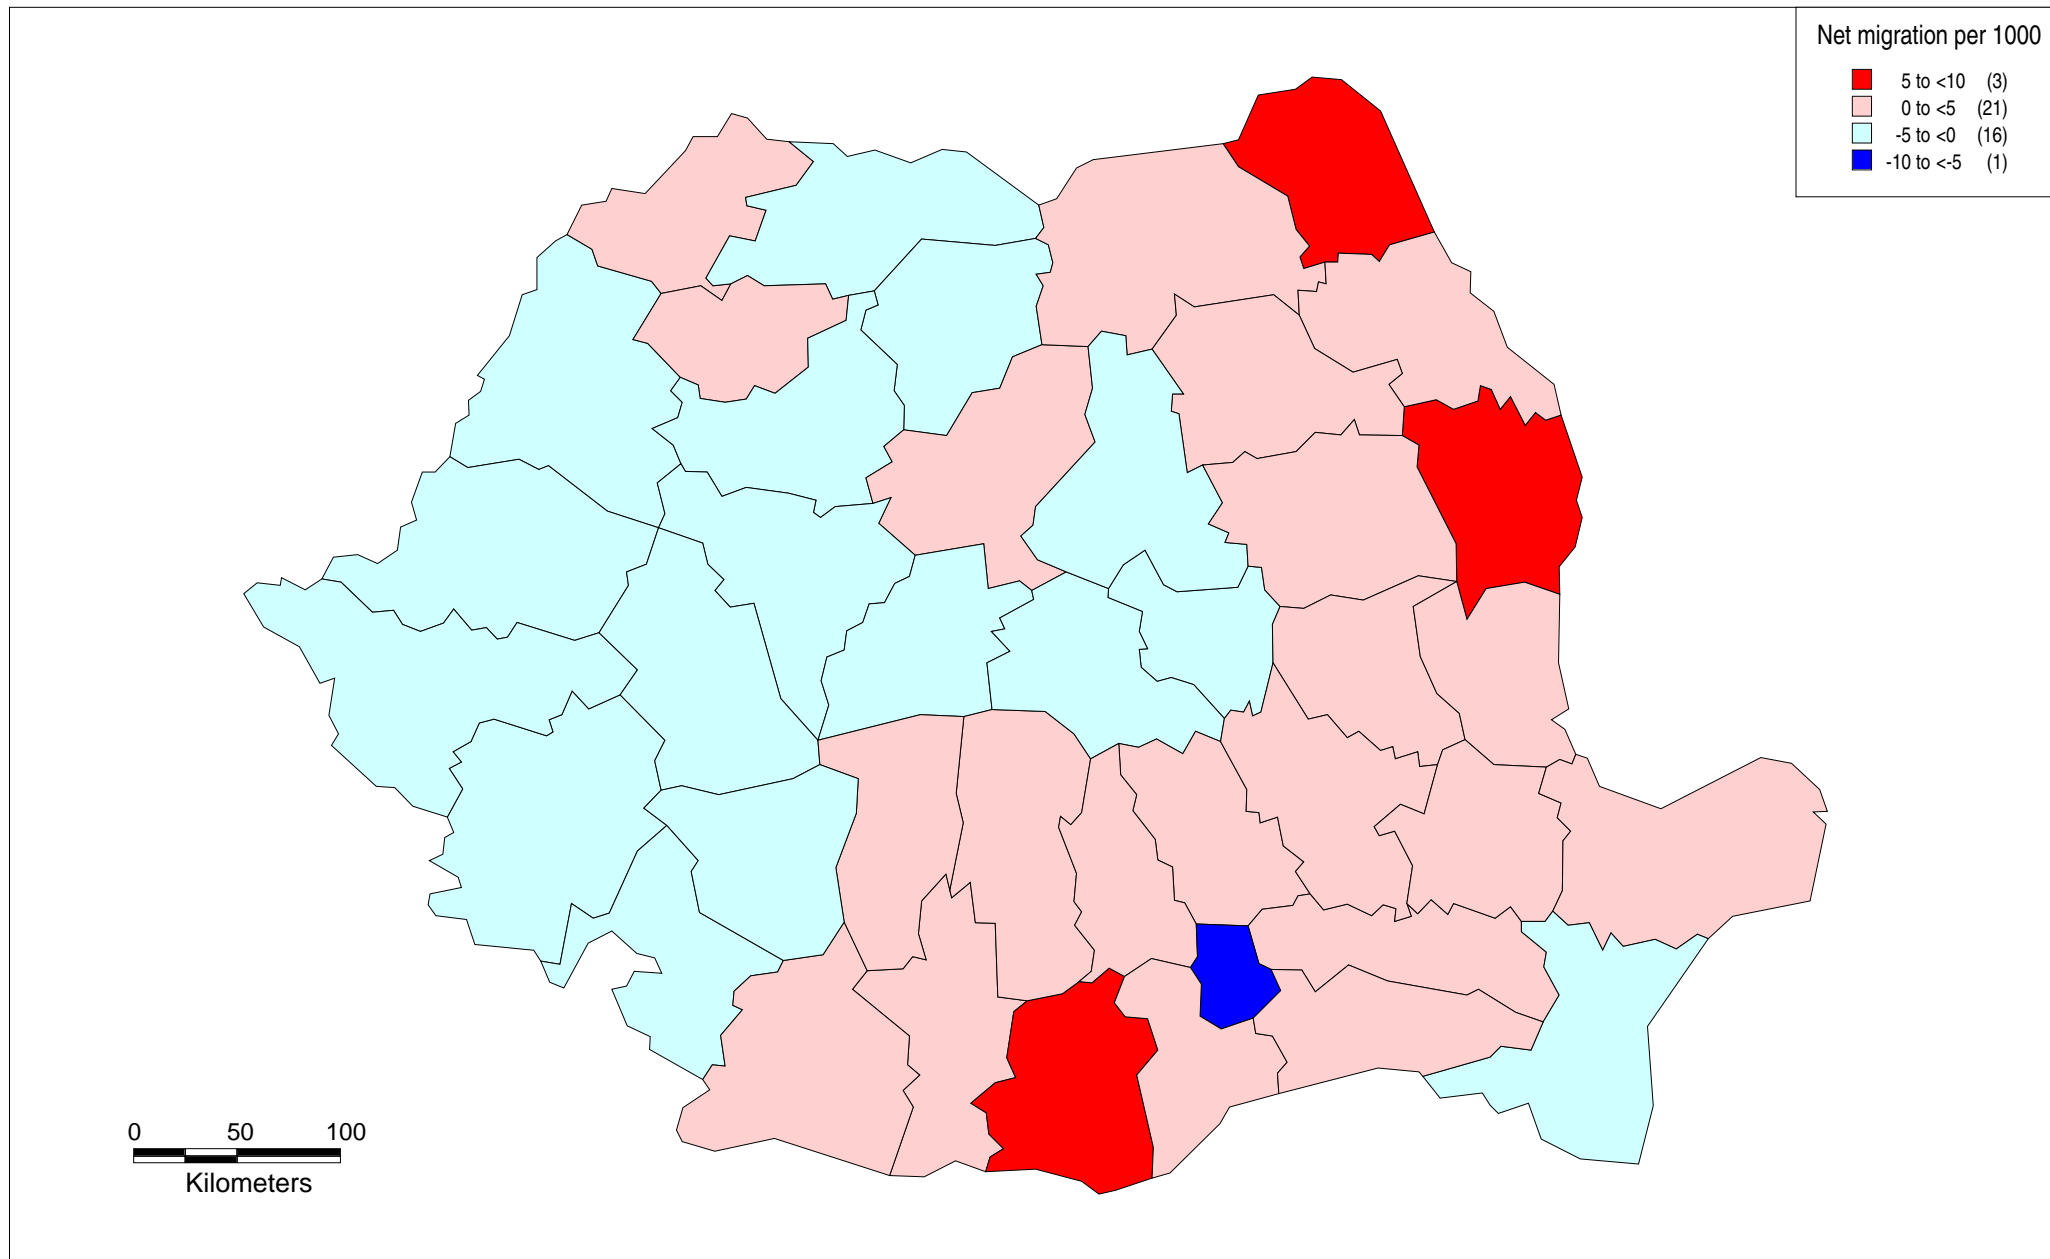 Net migration per 1000
5 to <10 (3)
0 to <5 (21)
-5 to <0 (16)
-10 to <-5 (1)
0 50 100
Kilometers